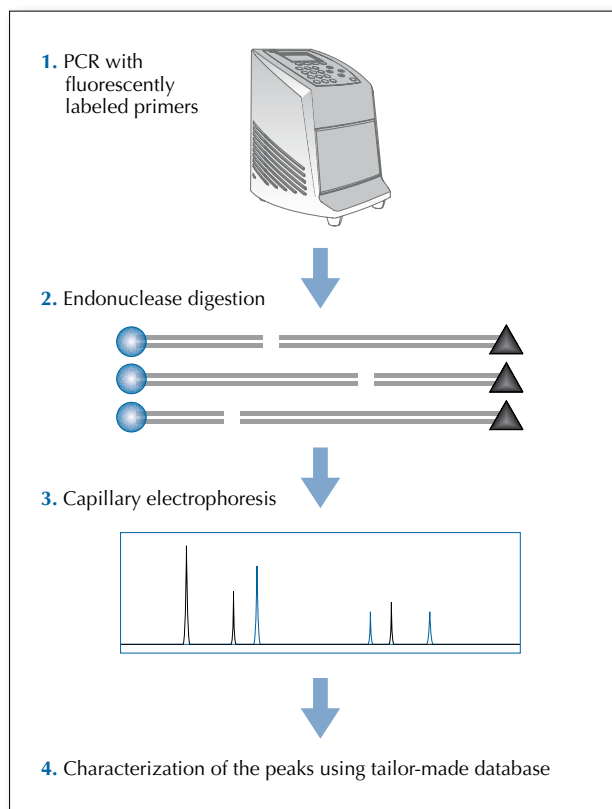 1. PCR with
fluorescently
labeled primers
2. Endonuclease digestion
3. Capillary electrophoresis
4. Characterization of the peaks using tailor-made database